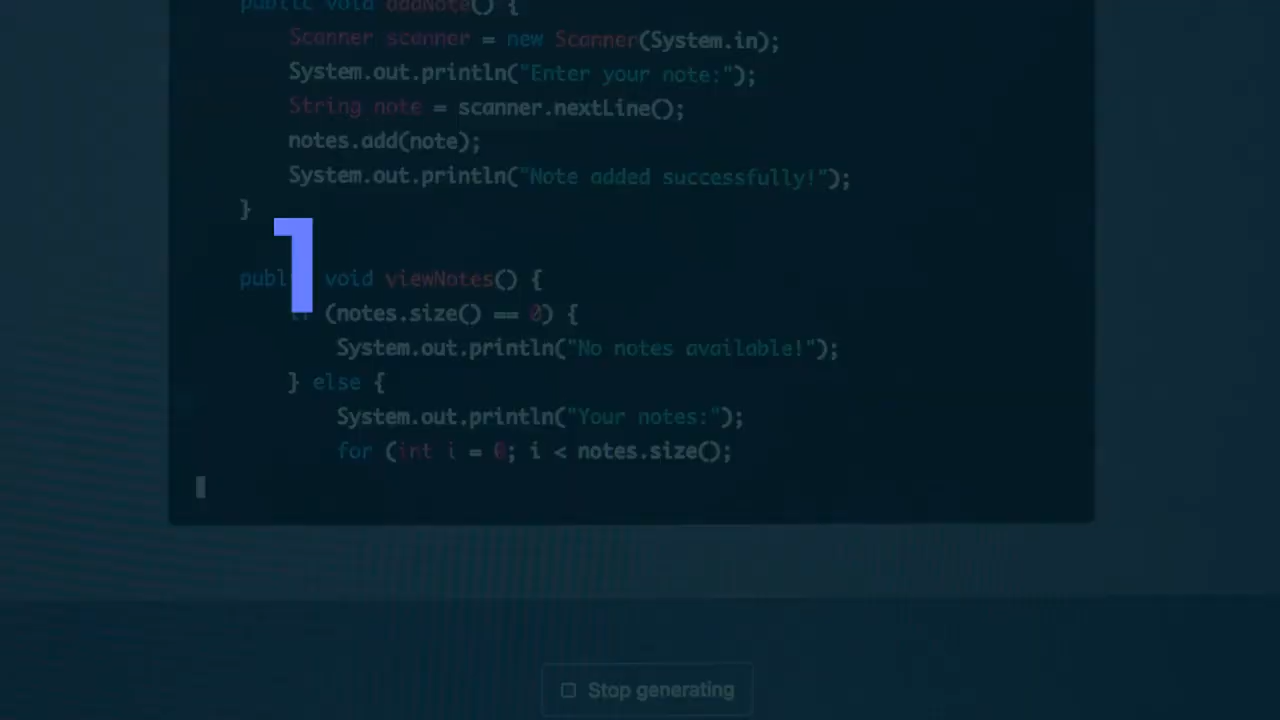 public void addNote() {
Scanner scanner = new Scanner(System.in);
System.out.println("Enter your note:");
String note = scanner.nextLine();
notes.add(note);
System.out.println("Note added successfully!");
}
1
void viewNotes() {
(notes.size() == 0) {
System.out.println("No notes available!");
} else {
System.out.println("Your notes:");
for (int i = 0; i < notes.size();
Stop generating